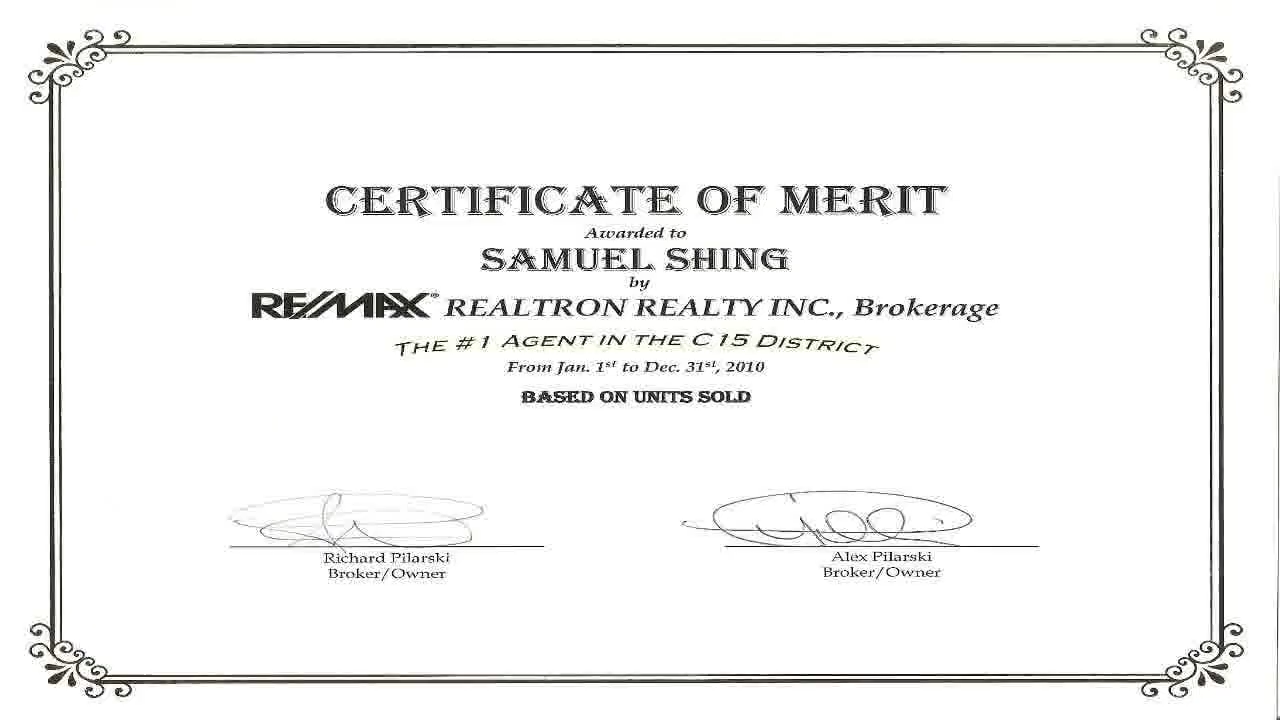 CERTIFICATE OF MERIT
Awarded to
SAMUEL SHING
by
RE/MAX® REALTRON REALTY INC., Brokerage
THE #1 AGENT IN THE C15 DISTRICT
From Jan. 1st to Dec. 31st, 2010
BASED ON UNITS SOLD
Richard Pilarski
Broker/Owner
Alex Pilarski
Broker/Owner